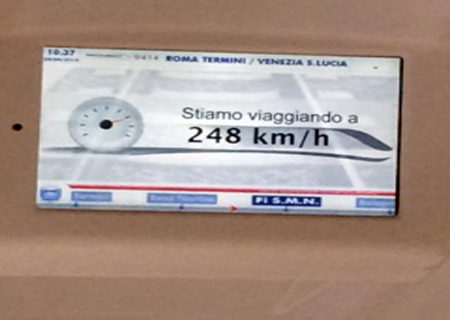 10.37 9414 ROMA TERMINI / VENEZIA S.LUCIA
Stiamo viaggiando a
248 km/h
FI S.M.N.